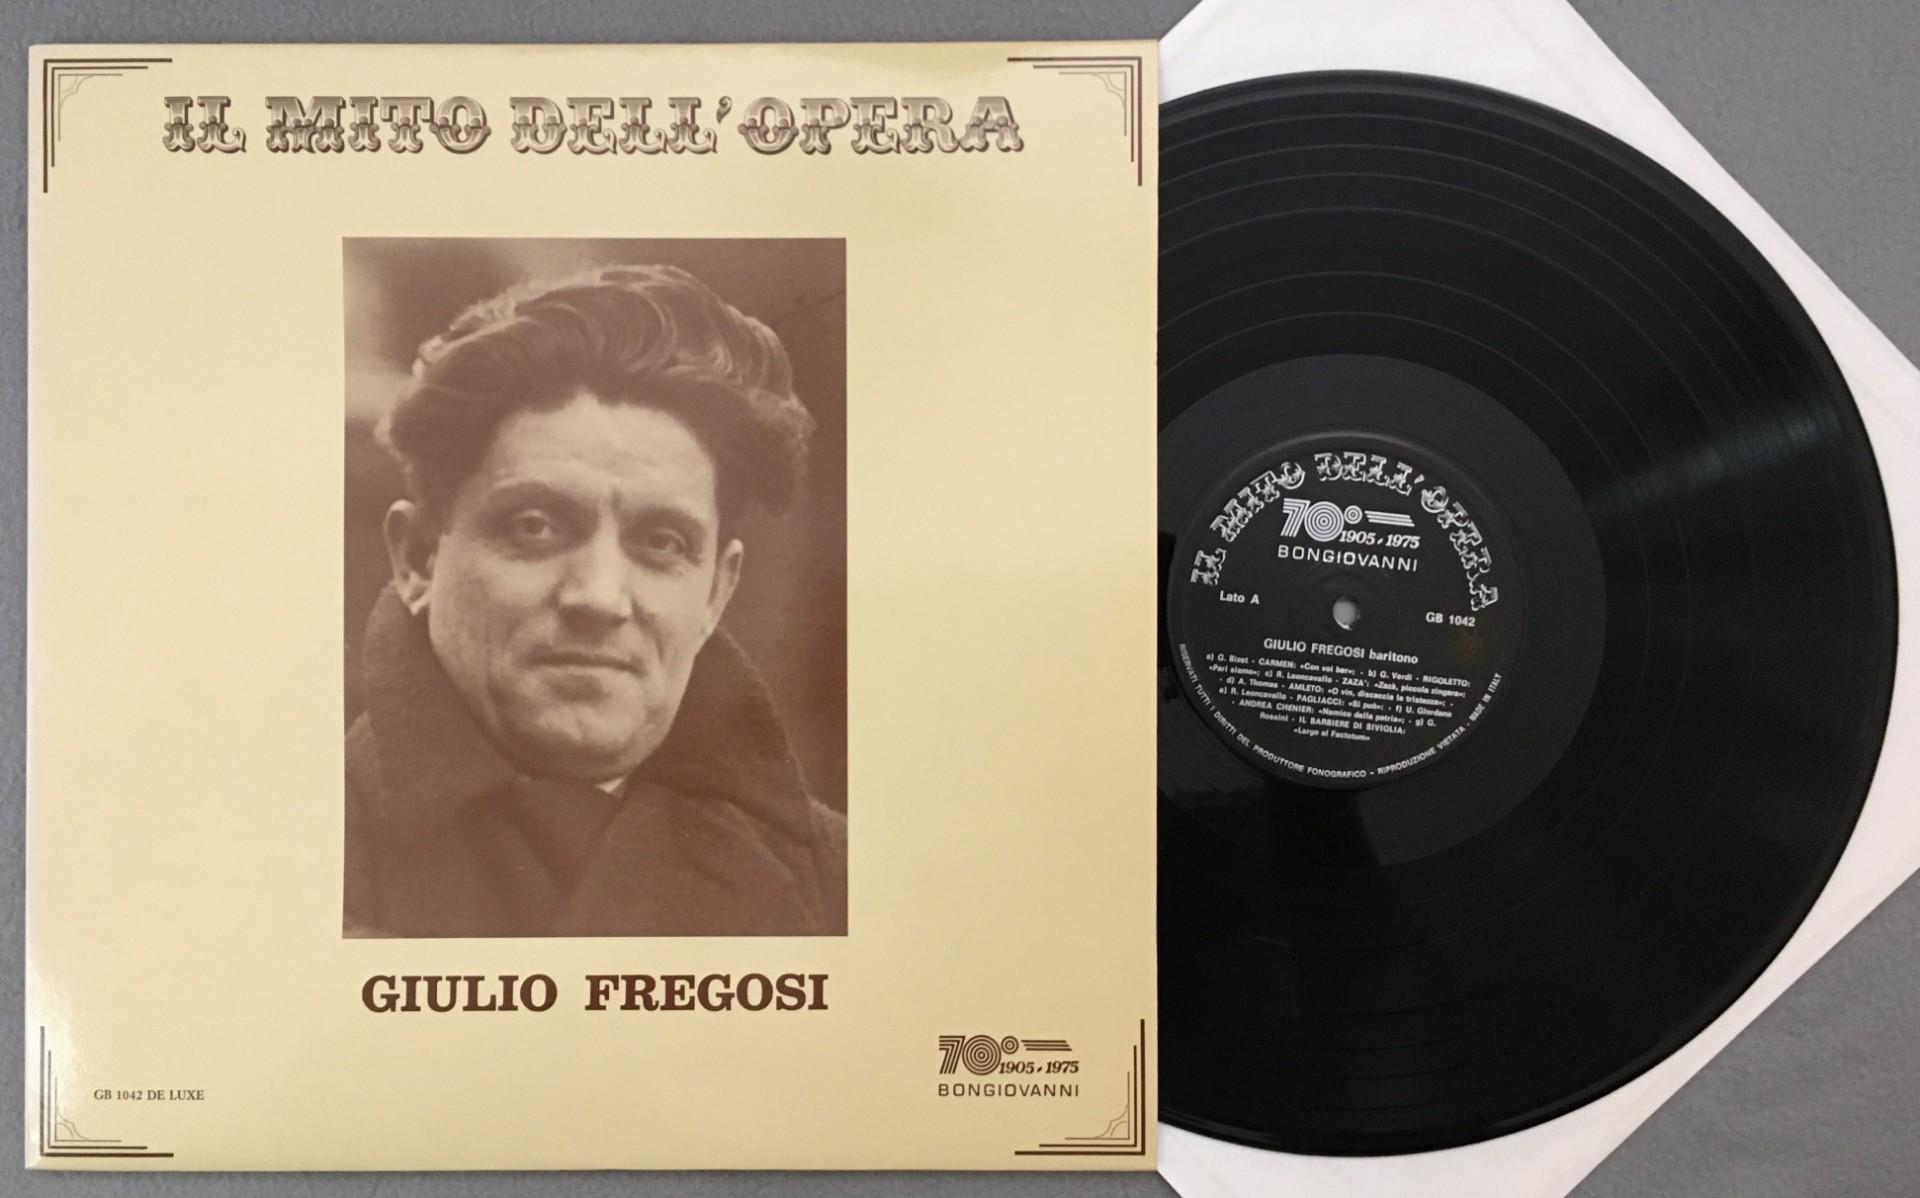 IL MITO DELL'OPERA
GIULIO FREGOSI
70° 1905-1975
BONGIOVANNI
GB 1042 DE LUXE
IL MITO DELL'OPERA
70° 1905-1975
BONGIOVANNI
Lato A
GB 1042
GIULIO FREGOSI baritono
a) G. Bizet - CARMEN: «Con voi ber»; - b) G. Verdi - RIGOLETTO:
«Pari siamo»; c) R. Leoncavallo - ZAZA': «Zazà, piccola zingara»;
- d) A. Thomas - AMLETO: «O vin, discaccia la tristezza»; -
e) R. Leoncavallo - PAGLIACCI: «Si può»; - f) U. Giordano
- ANDREA CHENIER: «Nemico della patria»; - g) G.
Rossini - IL BARBIERE DI SIVIGLIA:
«Largo al Factotum»
RISERVATI TUTTI I DIRITTI DEL PRODUTTORE FONOGRAFICO - RIPRODUZIONE VIETATA - MADE IN ITALY